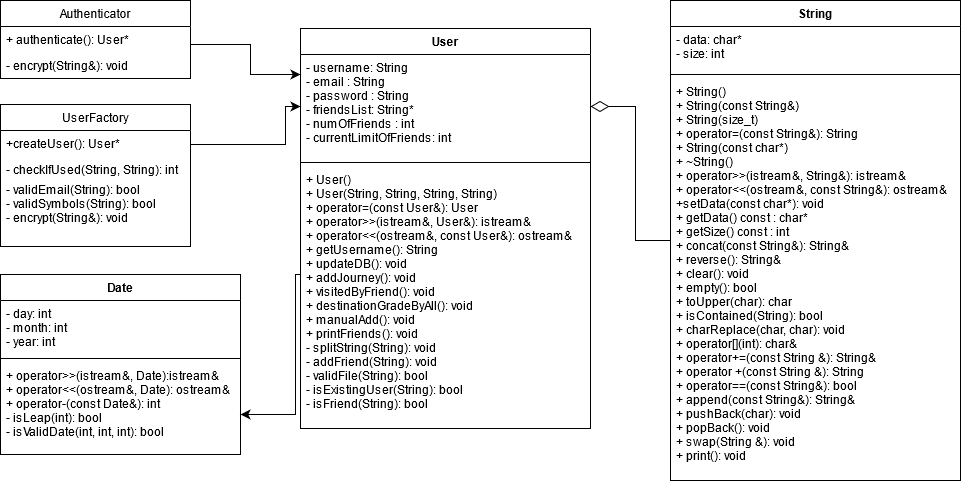 Authenticator
+ authenticate(): User*
- encrypt(String&): void
UserFactory
+createUser(): User*
- checkIfUsed(String, String): int
- validEmail(String): bool
- validSymbols(String): bool
- encrypt(String&): void
Date
- day: int
- month: int
- year: int
+ operator>>(istream&, Date):istream&
+ operator<<(ostream&, Date): ostream&
+ operator-(const Date&): int
- isLeap(int): bool
- isValidDate(int, int, int): bool
User
- username: String
- email : String
- password : String
- friendsList: String*
- numOfFriends : int
- currentLimitOfFriends: int
+ User()
+ User(String, String, String, String)
+ operator=(const User&): User
+ operator>>(istream&, User&): istream&
+ operator<<(ostream&, const User&): ostream&
+ getUsername(): String
+ updateDB(): void
+ addJourney(): void
+ visitedByFriend(): void
+ destinationGradeByAll(): void
+ manualAdd(): void
+ printFriends(): void
- splitString(String): void
- addFriend(String): void
- validFile(String): bool
- isExistingUser(String): bool
- isFriend(String): bool
String
- data: char*
- size: int
+ String()
+ String(const String&)
+ String(size_t)
+ operator=(const String&): String
+ String(const char*)
+ ~String()
+ operator>>(istream&, String&): istream&
+ operator<<(ostream&, const String&): ostream&
+setData(const char*): void
+ getData() const : char*
+ getSize() const : int
+ concat(const String&): String&
+ reverse(): String&
+ clear(): void
+ empty(): bool
+ toUpper(char): char
+ isContained(String): bool
+ charReplace(char, char): void
+ operator[](int): char&
+ operator+=(const String &): String&
+ operator +(const String &): String
+ operator==(const String&): bool
+ append(const String&): String&
+ pushBack(char): void
+ popBack(): void
+ swap(String &): void
+ print(): void